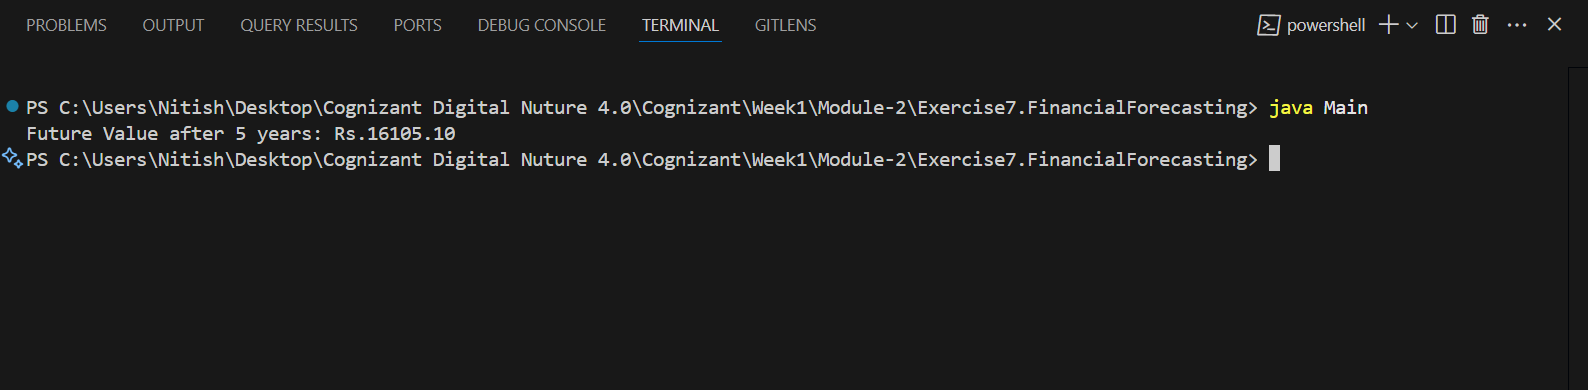 PROBLEMS OUTPUT QUERY RESULTS PORTS DEBUG CONSOLE TERMINAL GITLENS powershell
PS C:\Users\Nitish\Desktop\Cognizant Digital Nuture 4.0\Cognizant\Week1\Module-2\Exercise7.FinancialForecasting> java Main
Future Value after 5 years: Rs.16105.10
PS C:\Users\Nitish\Desktop\Cognizant Digital Nuture 4.0\Cognizant\Week1\Module-2\Exercise7.FinancialForecasting>